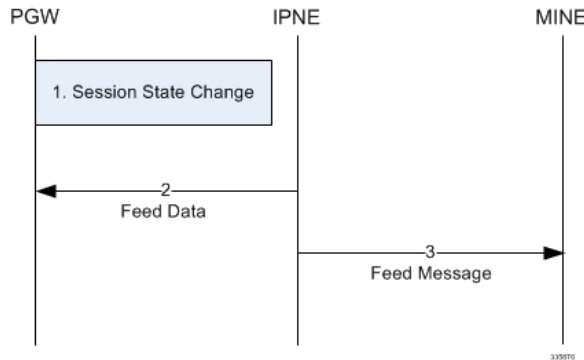 PGW IPNE MINE
1. Session State Change
2
Feed Data
3
Feed Message